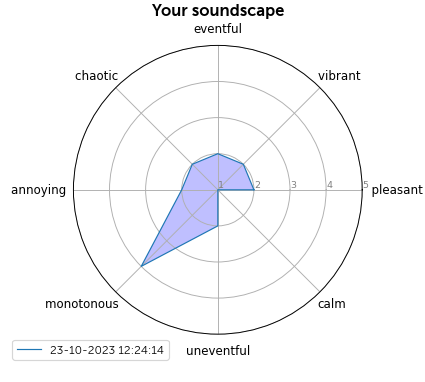 Your soundscape
eventful
chaotic
vibrant
annoying
1
2
3
4
5
pleasant
monotonous
calm
23-10-2023 12:24:14
uneventful